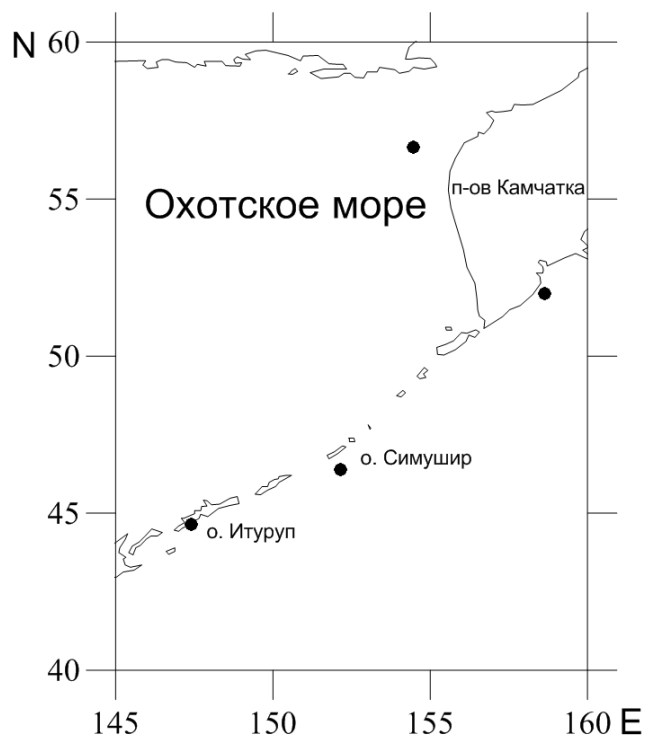 N 60
п-ов Камчатка
55
Охотское море
50
о. Симушир
45
о. Итуруп
40
145 150 155 160 E